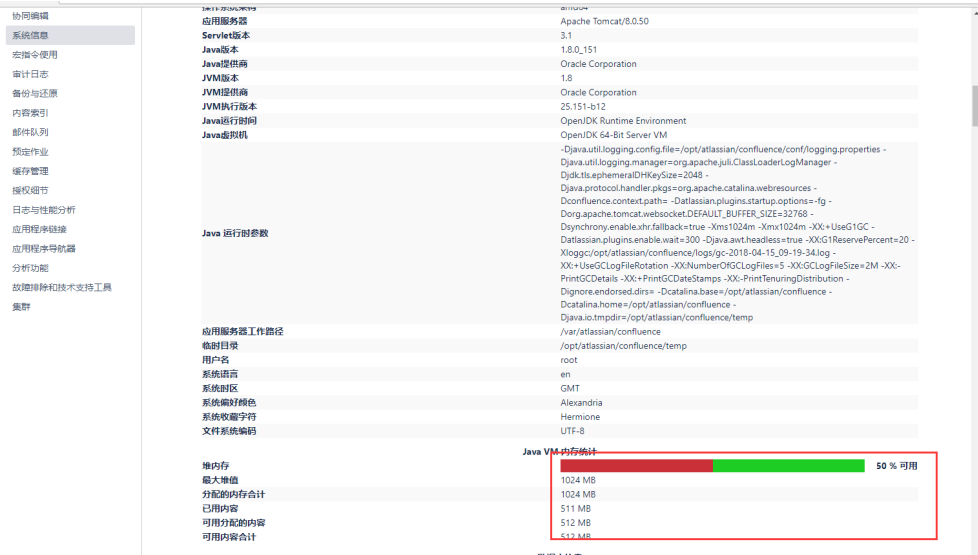 协同编辑
系统信息
宏指令使用
审计日志
备份与还原
内容索引
邮件队列
预定作业
缓存管理
授权细节
日志与性能分析
应用程序链接
应用程序导航器
分析功能
故障排除和技术支持工具
集群
操作系统架构 amd64
应用服务器 Apache Tomcat/8.0.50
Servlet版本 3.1
Java版本 1.8.0_151
Java提供商 Oracle Corporation
JVM版本 1.8
JVM提供商 Oracle Corporation
JVM执行版本 25.151-b12
Java运行时间 OpenJDK Runtime Environment
Java虚拟机 OpenJDK 64-Bit Server VM
Java 运行时参数
-Djava.util.logging.config.file=/opt/atlassian/confluence/conf/logging.properties -
Djava.util.logging.manager=org.apache.juli.ClassLoaderLogManager -
Djdk.tls.ephemeralDHKeySize=2048 -
Djava.protocol.handler.pkgs=org.apache.catalina.webresources -
Dconfluence.context.path= -Datlassian.plugins.startup.options=-fg -
Dorg.apache.tomcat.websocket.DEFAULT_BUFFER_SIZE=32768 -
Dsynchrony.enable.xhr.fallback=true -Xms1024m -Xmx1024m -XX:+UseG1GC -
Datlassian.plugins.enable.wait=300 -Djava.awt.headless=true -XX:G1ReservePercent=20 -
Xloggc:/opt/atlassian/confluence/logs/gc-2018-04-15_09-19-34.log -
XX:+UseGCLogFileRotation -XX:NumberOfGCLogFiles=5 -XX:GCLogFileSize=2M -XX:-
PrintGCDetails -XX:+PrintGCDateStamps -XX:-PrintTenuringDistribution -
Dignore.endorsed.dirs= -Dcatalina.base=/opt/atlassian/confluence -
Dcatalina.home=/opt/atlassian/confluence -
Djava.io.tmpdir=/opt/atlassian/confluence/temp
应用服务器工作路径 /var/atlassian/confluence
临时目录 /opt/atlassian/confluence/temp
用户名 root
系统语言 en
系统时区 GMT
系统偏好颜色 Alexandria
系统收藏字符 Hermione
文件系统编码 UTF-8
Java VM 内存统计
堆内存 50 % 可用
最大堆值 1024 MB
分配的内存合计 1024 MB
已用内容 511 MB
可用分配的内容 512 MB
可用内容合计 512 MB